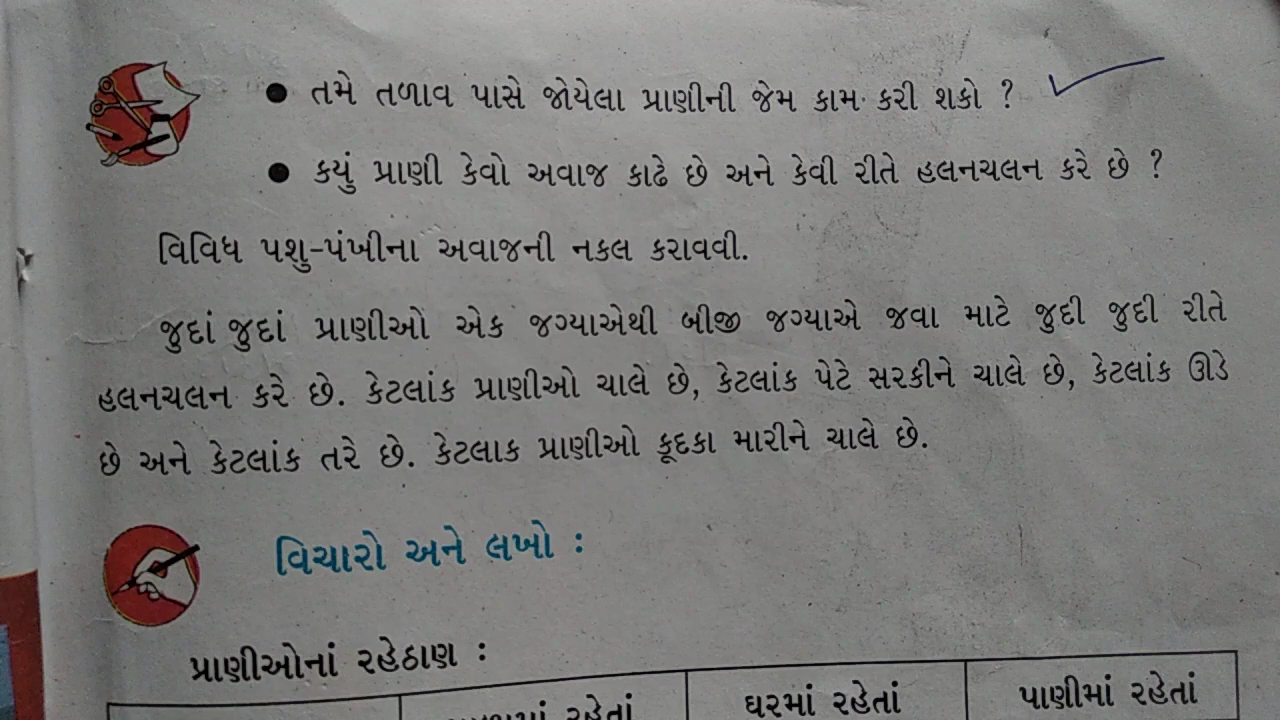 ● તમે તળાવ પાસે જોયેલા પ્રાણીની જેમ કામ કરી શકો ?
● કયું પ્રાણી કેવો અવાજ કાઢે છે અને કેવી રીતે હલનચલન કરે છે ?
વિવિધ પશુ-પંખીના અવાજની નકલ કરાવવી.
જુદાં જુદાં પ્રાણીઓ એક જગ્યાએથી બીજી જગ્યાએ જવા માટે જુદી જુદી રીતે
હલનચલન કરે છે. કેટલાંક પ્રાણીઓ ચાલે છે, કેટલાંક પેટે સરકીને ચાલે છે, કેટલાંક ઊડે
છે અને કેટલાંક તરે છે. કેટલાક પ્રાણીઓ કૂદકા મારીને ચાલે છે.
વિચારો અને લખો :
પ્રાણીઓનાં રહેઠાણ :
રહેતાં ઘરમાં રહેતાં પાણીમાં રહેતાં